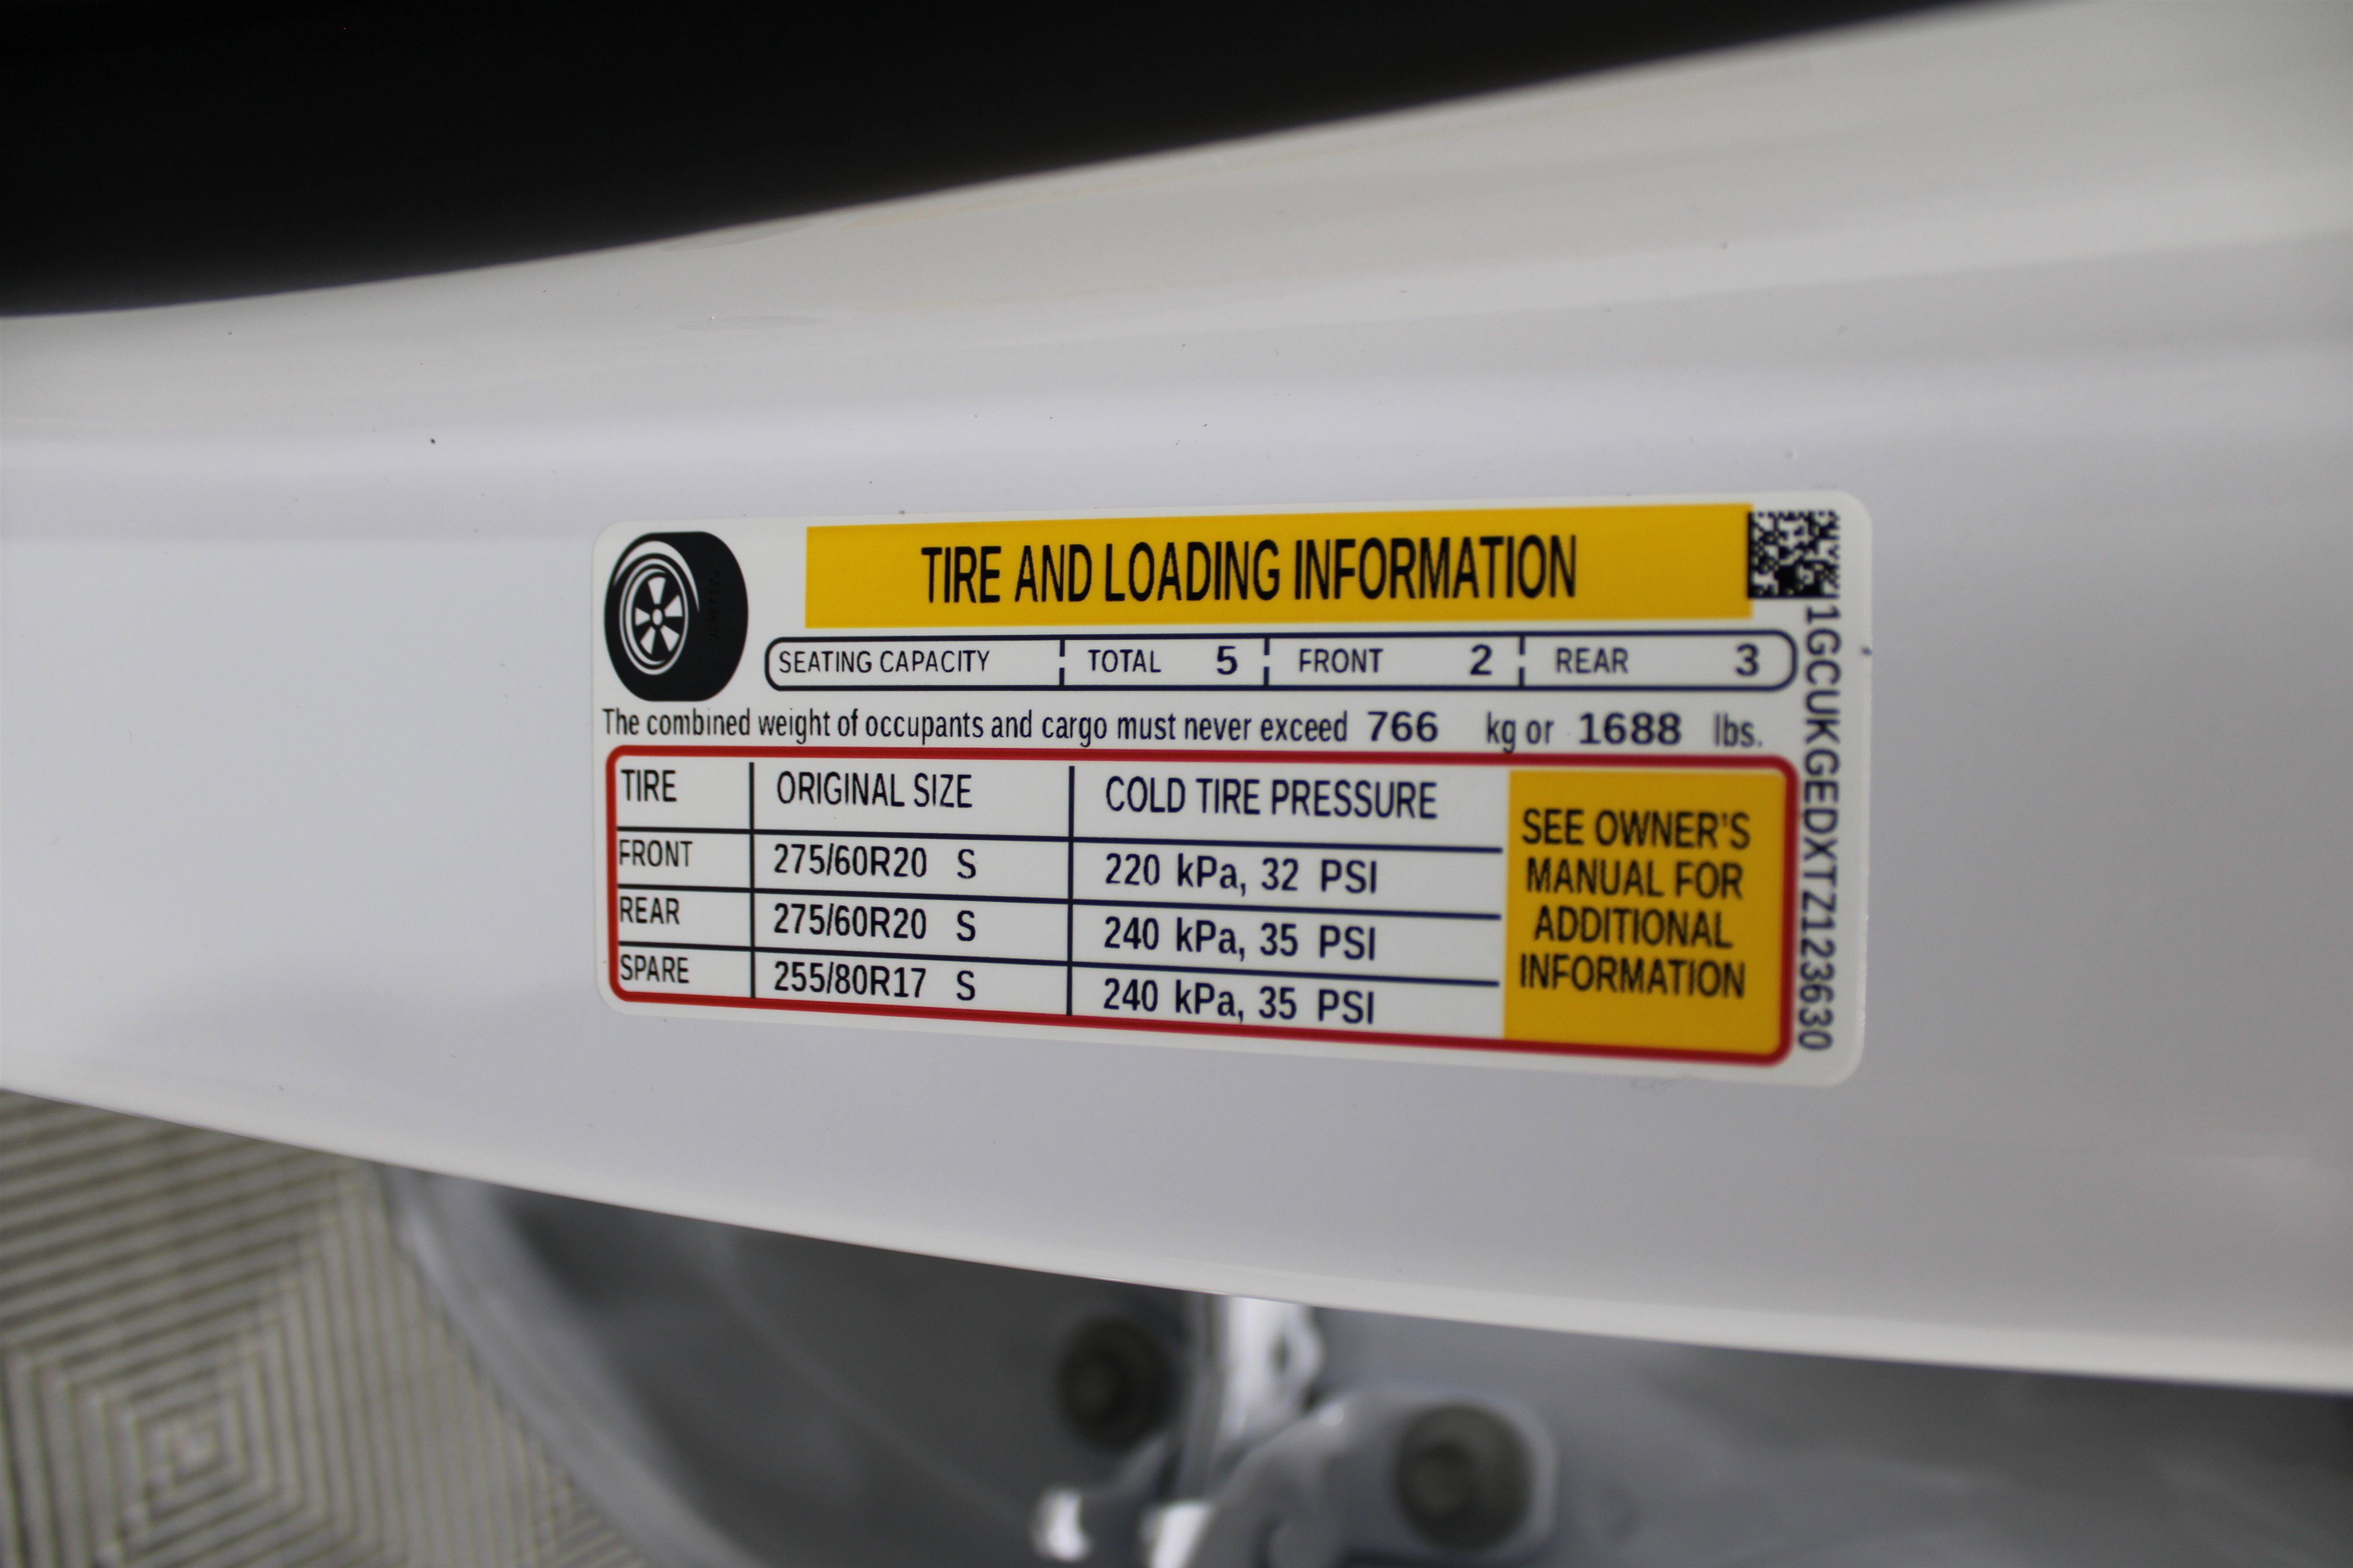 TIRE AND LOADING INFORMATION
SEATING CAPACITY TOTAL 5 FRONT 2 REAR 3
The combined weight of occupants and cargo must never exceed 766 kg or 1688 lbs.
TIRE ORIGINAL SIZE COLD TIRE PRESSURE
FRONT 275/60R20 S 220 kPa, 32 PSI
REAR 275/60R20 S 240 kPa, 35 PSI
SPARE 255/80R17 S 240 kPa, 35 PSI
SEE OWNER'S
MANUAL FOR
ADDITIONAL
INFORMATION
1GCUKGEDXTZ123630